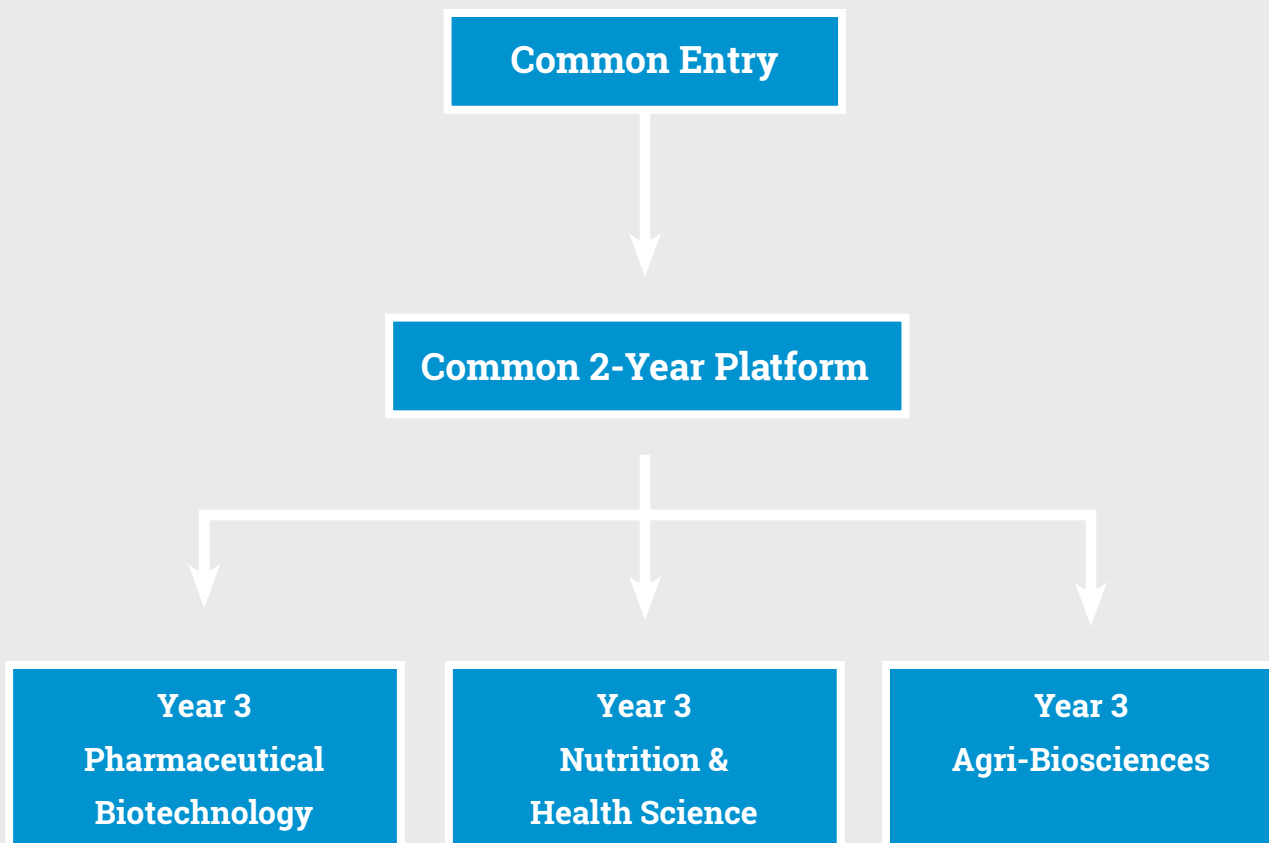 Common Entry
Common 2-Year Platform
Year 3
Pharmaceutical
Biotechnology
Year 3
Nutrition &
Health Science
Year 3
Agri-Biosciences